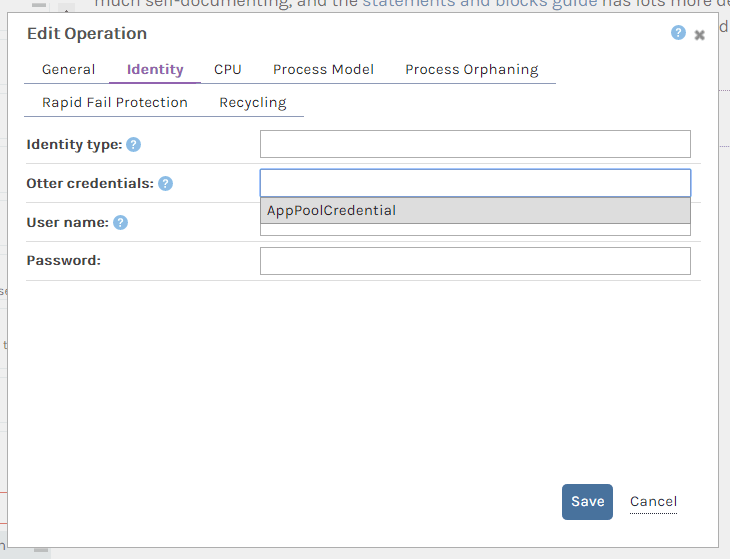 much self-documenting, and the statements and blocks guide has lots more de
Edit Operation
d
General Identity CPU Process Model Process Orphaning
Rapid Fail Protection Recycling
Identity type:
Otter credentials:
AppPoolCredential
User name:
Password:
Save Cancel